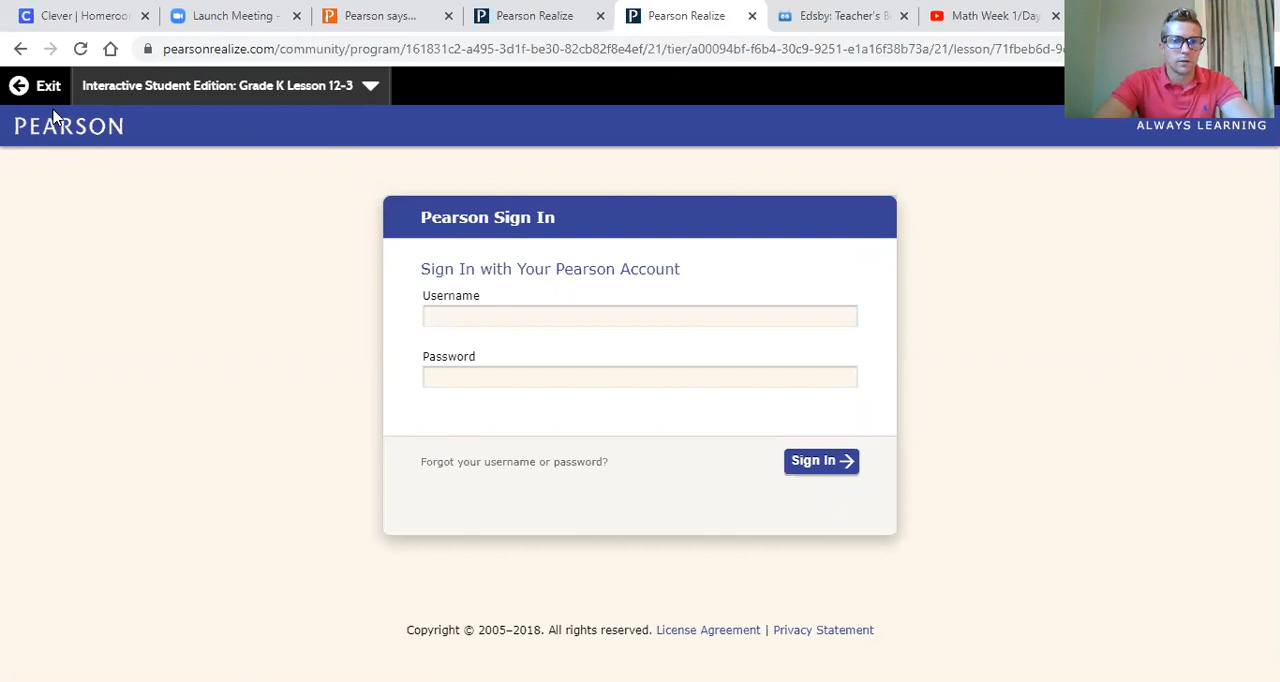 Clever | Homeroo
Launch Meeting -
Pearson says...
Pearson Realize
Pearson Realize
Edsby: Teacher's B
Math Week 1/Day
pearsonrealize.com/community/program/161831c2-a495-3d1f-be30-82cb82f8e4ef/21/tier/a00094bf-f6b4-30c9-9251-e1a16f38b73a/21/lesson/71fbeb6d-9
Exit
Interactive Student Edition: Grade K Lesson 12-3
PEARSON
ALWAYS LEARNING
Pearson Sign In
Sign In with Your Pearson Account
Username
Password
Forgot your username or password?
Sign In
Copyright © 2005–2018. All rights reserved. License Agreement | Privacy Statement